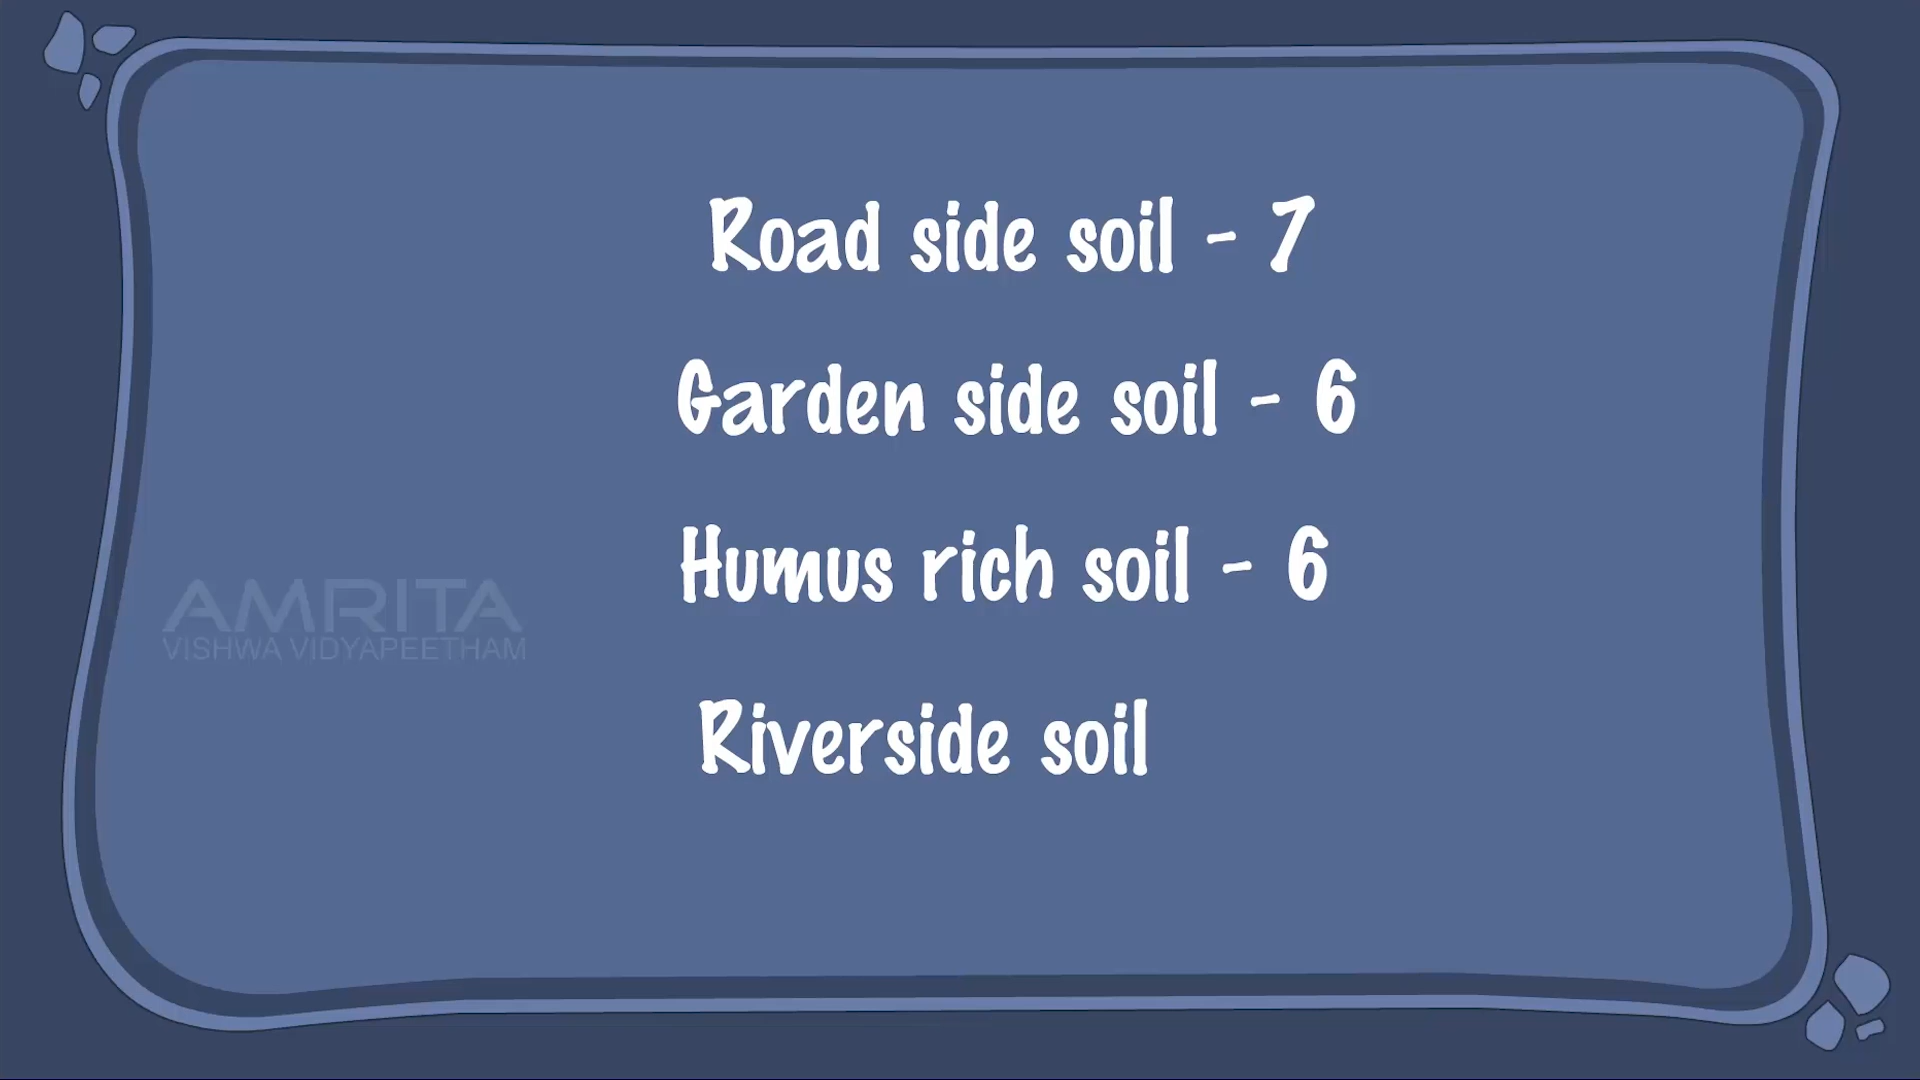 Road side soil - 7
Garden side soil - 6
Humus rich soil - 6
AMRITA
VISHWA VIDYAPEETHAM
Riverside soil